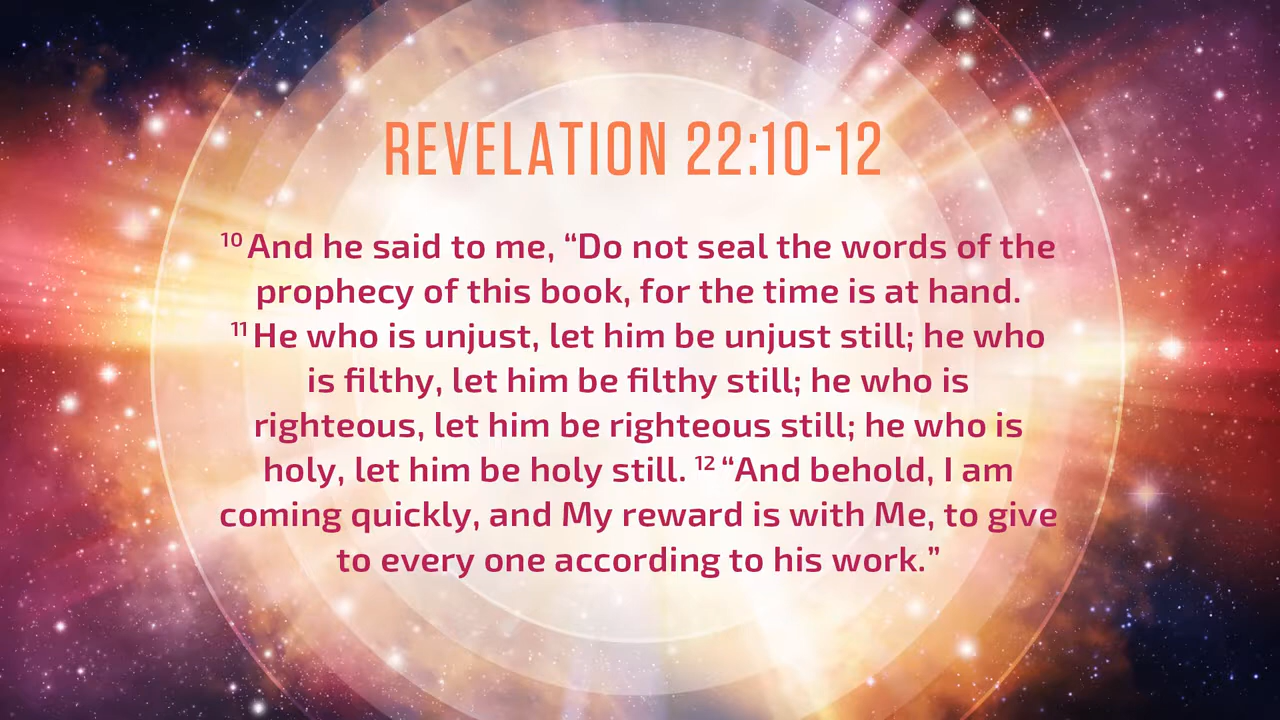 REVELATION 22:10-12
10 And he said to me, “Do not seal the words of the
prophecy of this book, for the time is at hand.
11 He who is unjust, let him be unjust still; he who
is filthy, let him be filthy still; he who is
righteous, let him be righteous still; he who is
holy, let him be holy still. 12 “And behold, I am
coming quickly, and My reward is with Me, to give
to every one according to his work.”